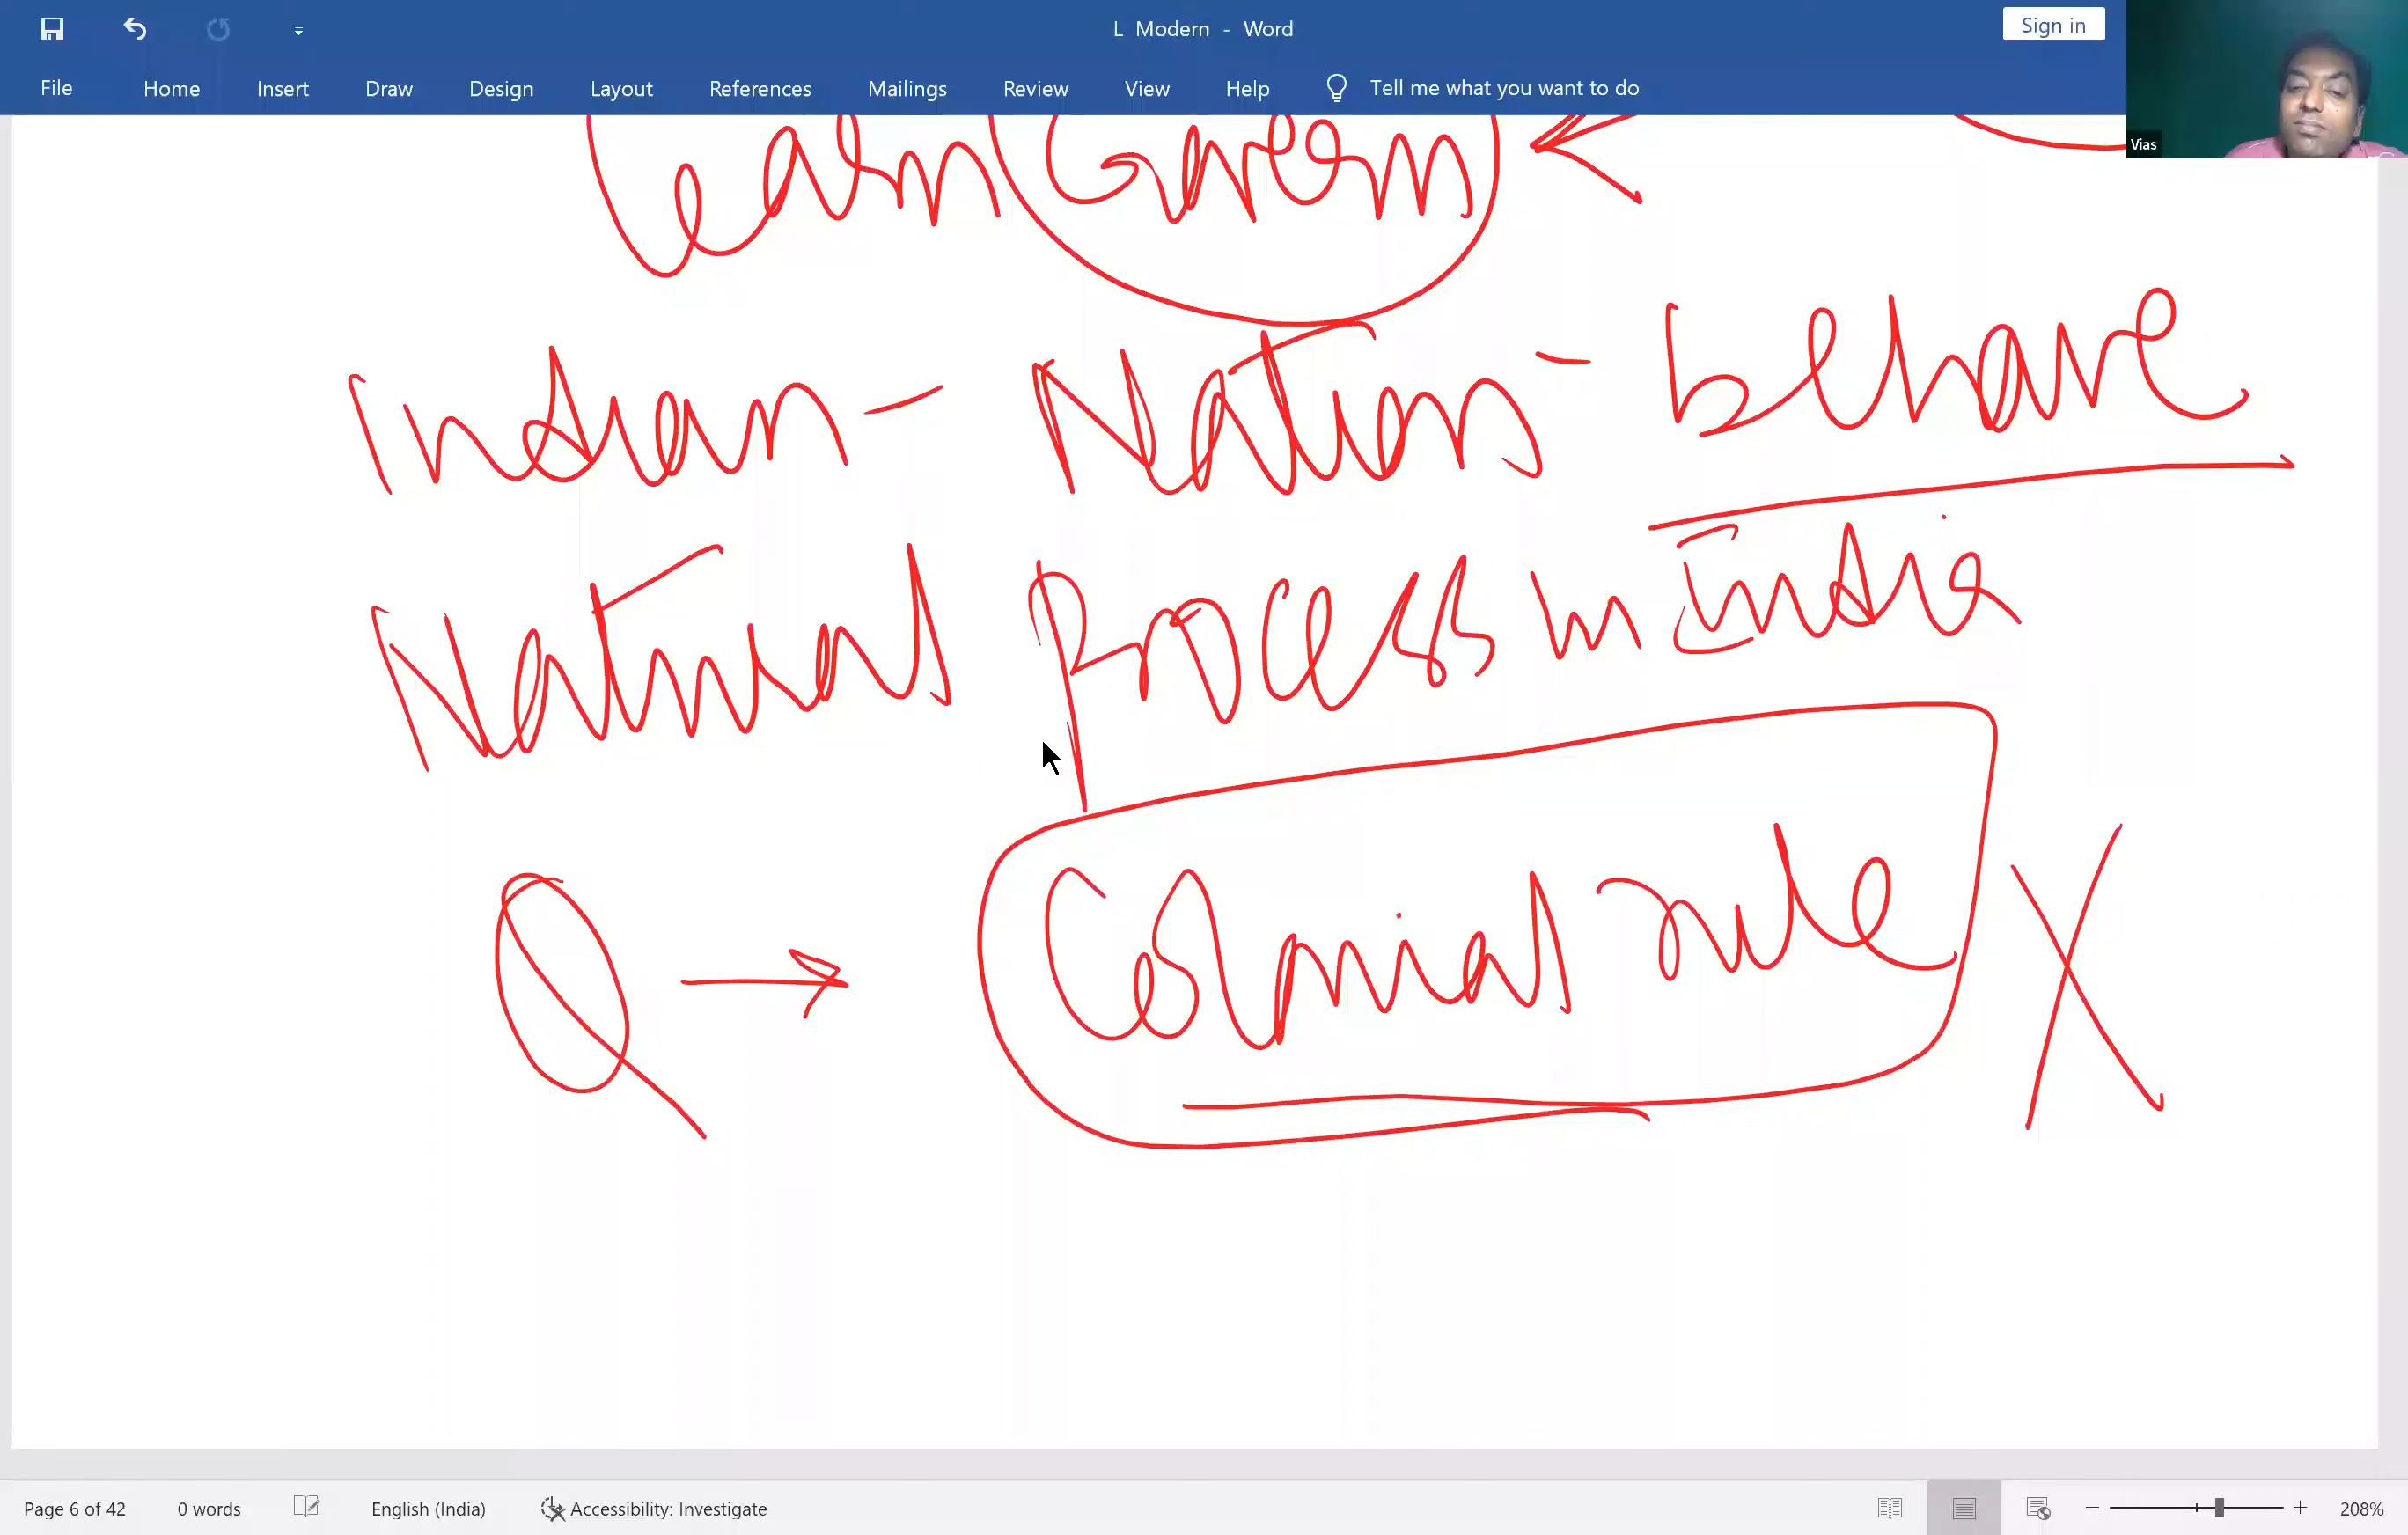 L Modern - Word
Sign in
File Home Insert Draw Design Layout References Mailings Review View Help Tell me what you want to do
Vias
Learn Govern
Indian - Nation - behave
Natural Process in India
Q → Colonial rule X
Page 6 of 42 0 words English (India) Accessibility: Investigate 208%